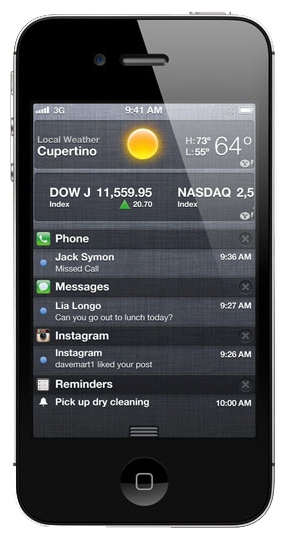 3G 9:41 AM
Local Weather
Cupertino
H: 73° L: 55° 64°
Y!
DOW J 11,559.95 NASDAQ 2,5
Index 20.70 Index
Y!
Phone
Jack Symon 9:36 AM
Missed Call
Messages
Lia Longo 9:27 AM
Can you go out to lunch today?
Instagram
Instagram 9:26 AM
davemart1 liked your post
Reminders
Pick up dry cleaning 10:00 AM